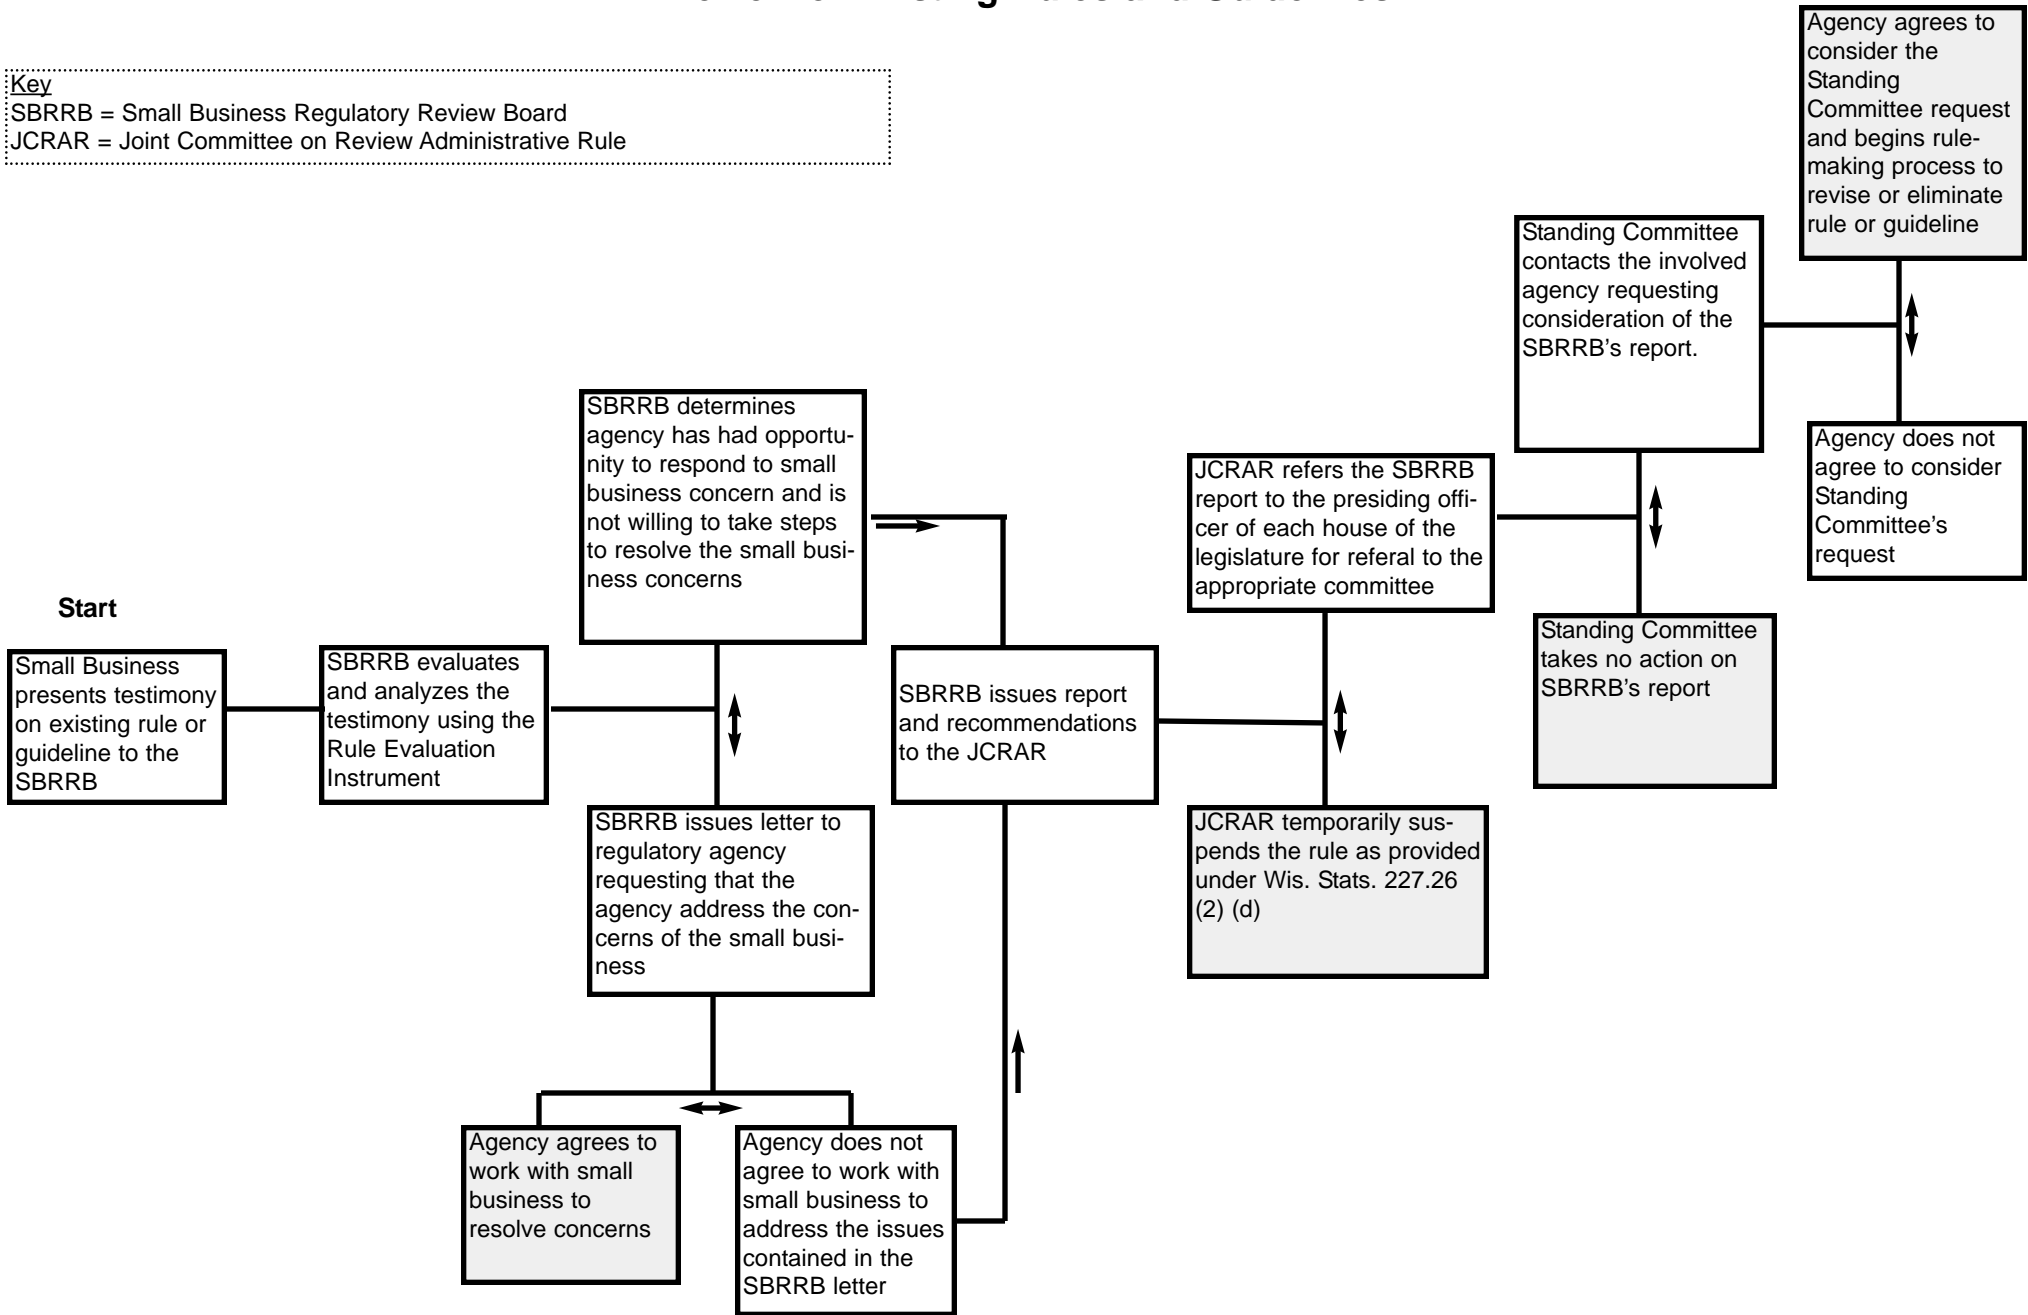 Key
SBRRB = Small Business Regulatory Review Board
JCRAR = Joint Committee on Review Administrative Rule
Start
Small Business
presents testimony
on existing rule or
guideline to the
SBRRB
SBRRB evaluates
and analyzes the
testimony using the
Rule Evaluation
Instrument
SBRRB determines
agency has had opportu-
nity to respond to small
business concern and is
not willing to take steps
to resolve the small busi-
ness concerns
SBRRB issues letter to
regulatory agency
requesting that the
agency address the con-
cerns of the small busi-
ness
Agency agrees to
work with small
business to
resolve concerns
Agency does not
agree to work with
small business to
address the issues
contained in the
SBRRB letter
SBRRB issues report
and recommendations
to the JCRAR
JCRAR refers the SBRRB
report to the presiding offi-
cer of each house of the
legislature for referal to the
appropriate committee
JCRAR temporarily sus-
pends the rule as provided
under Wis. Stats. 227.26
(2) (d)
Standing Committee
contacts the involved
agency requesting
consideration of the
SBRRB's report.
Standing Committee
takes no action on
SBRRB's report
Agency agrees to
consider the
Standing
Committee request
and begins rule-
making process to
revise or eliminate
rule or guideline
Agency does not
agree to consider
Standing
Committee's
request